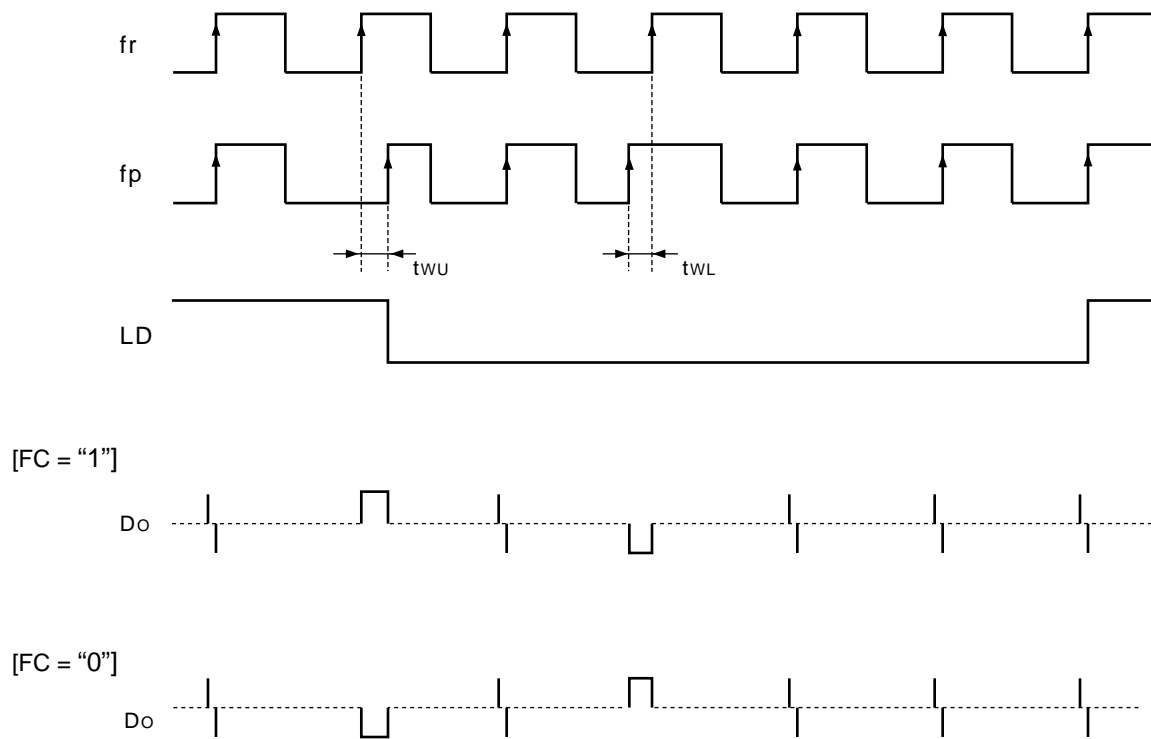 fr
fp
tWU
tWL
LD
[FC = “1”]
DO
[FC = “0”]
DO